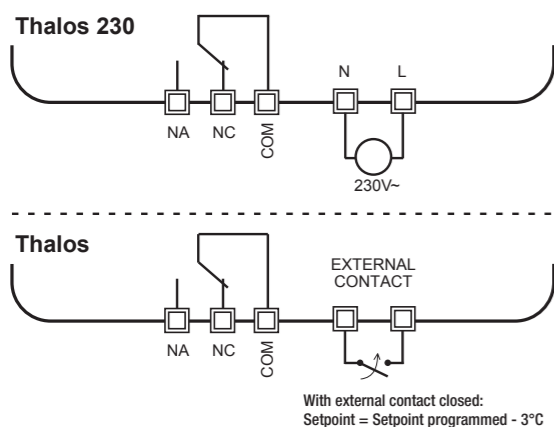 Thalos 230
N L
NA NC COM
230V~
Thalos
EXTERNAL
CONTACT
NA NC COM
With external contact closed:
Setpoint = Setpoint programmed - 3°C